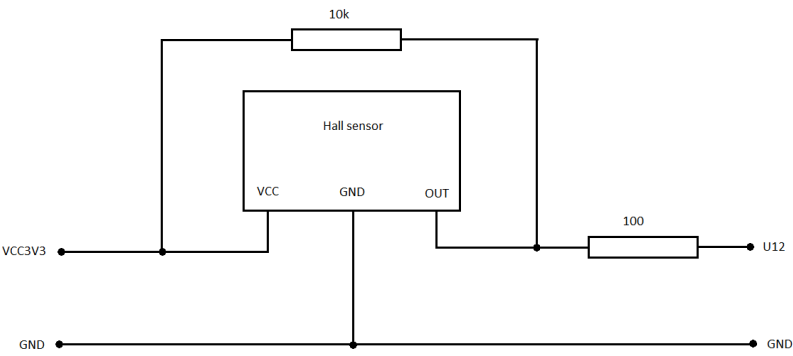 10k
Hall sensor
VCC GND OUT
100
VCC3V3 U12
GND GND